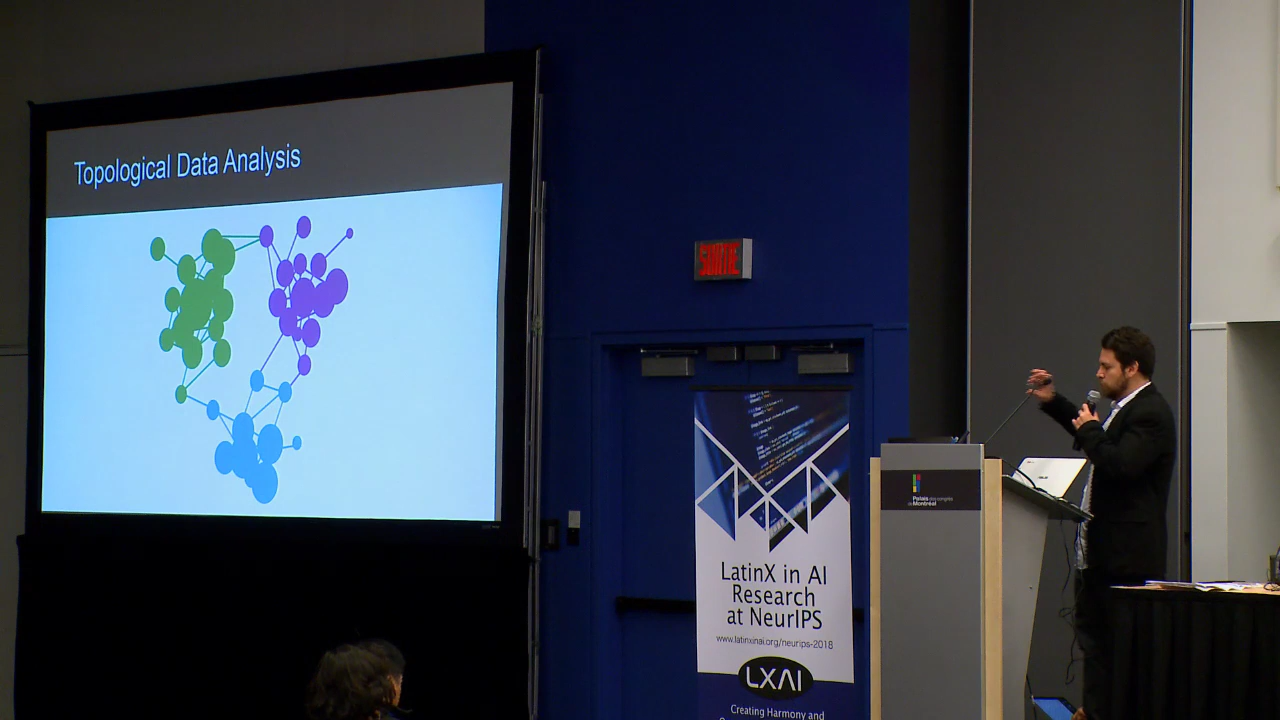 Topological Data Analysis
SORTIE
LatinX in AI
Research
at NeurIPS
www.latinxinai.org/neurips-2018
LXAI
Creating Harmony and
Palais des congrès
de Montréal
ASUS